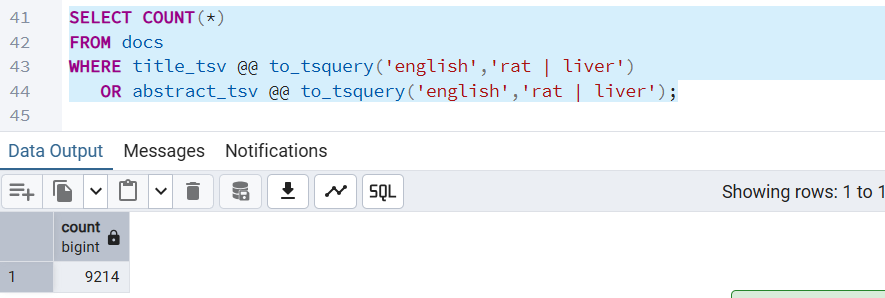 41 SELECT COUNT(*)
42 FROM docs
43 WHERE title_tsv @@ to_tsquery('english','rat | liver')
44    OR abstract_tsv @@ to_tsquery('english','rat | liver');
45
Data Output Messages Notifications
SQL Showing rows: 1 to 1
count
bigint
1 9214